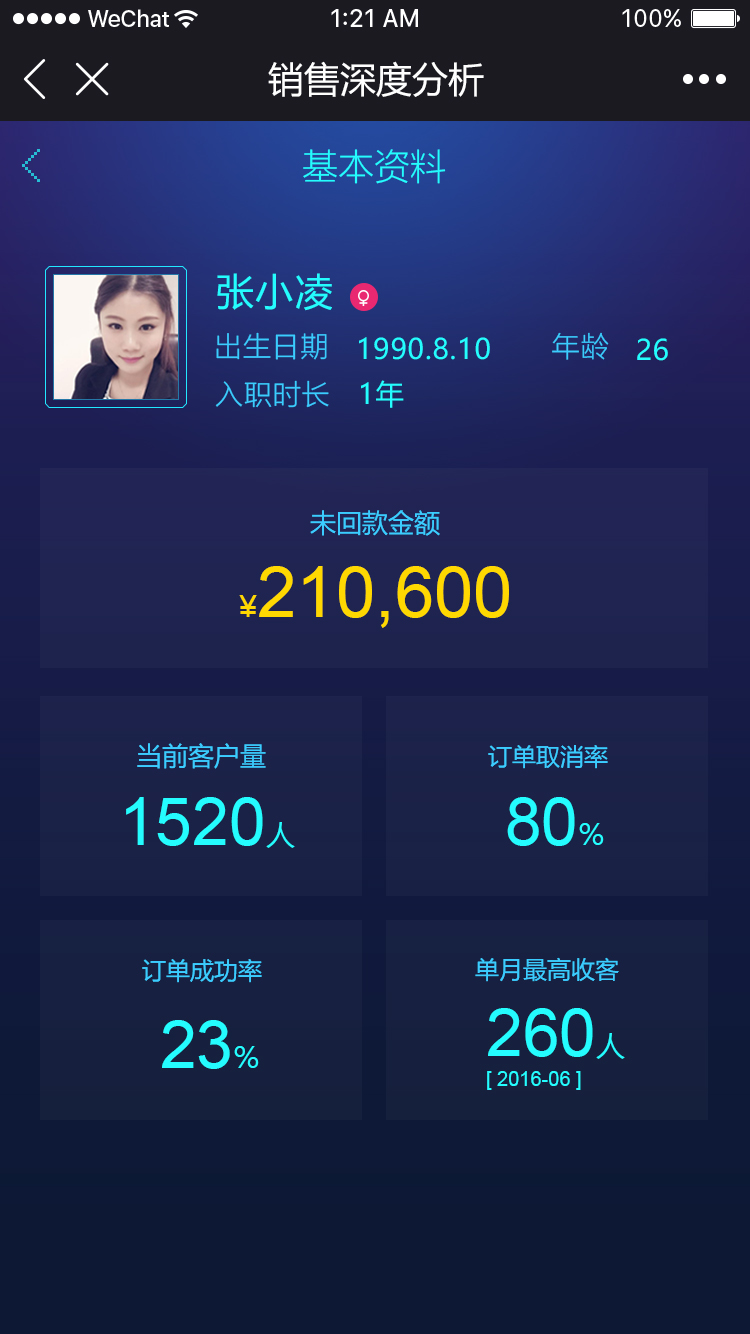 WeChat 1:21 AM 100%
销售深度分析
基本资料
张小凌
出生日期 1990.8.10 年龄 26
入职时长 1年
未回款金额
¥210,600
当前客户量
1520人
订单取消率
80%
订单成功率
23%
单月最高收客
260人
[ 2016-06 ]